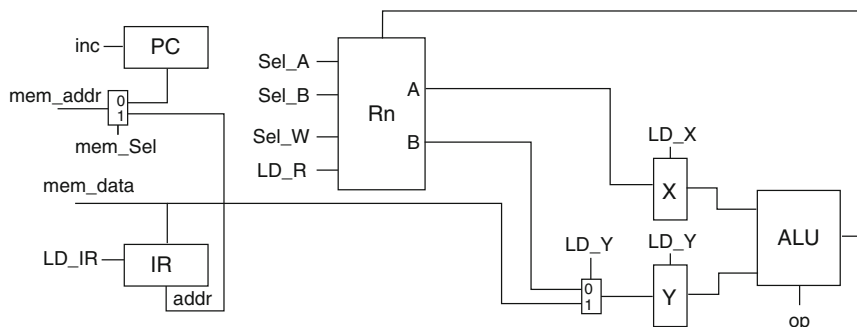 inc
PC
mem_addr
0
1
mem_Sel
mem_data
LD_IR
IR
addr
Sel_A
Sel_B
Sel_W
LD_R
Rn
A
B
LD_X
X
LD_Y
0
1
LD_Y
Y
ALU
op